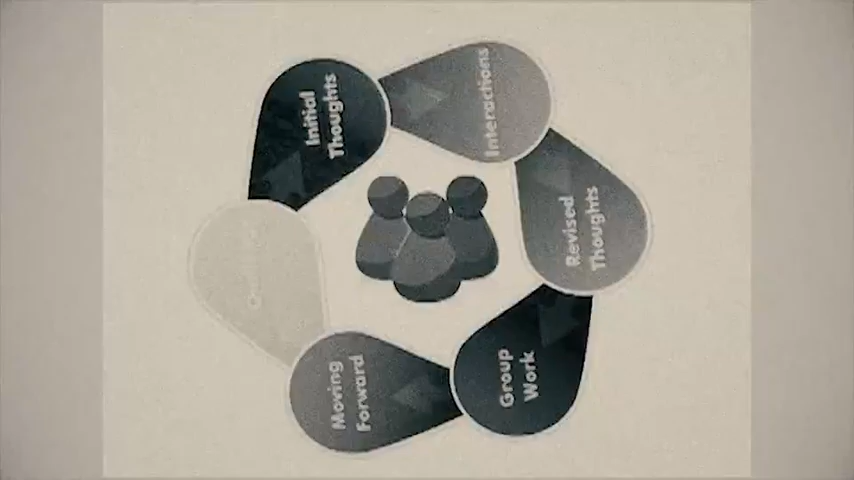 Initial
Thoughts
Interactions
Revised
Thoughts
Group
Work
Moving
Forward